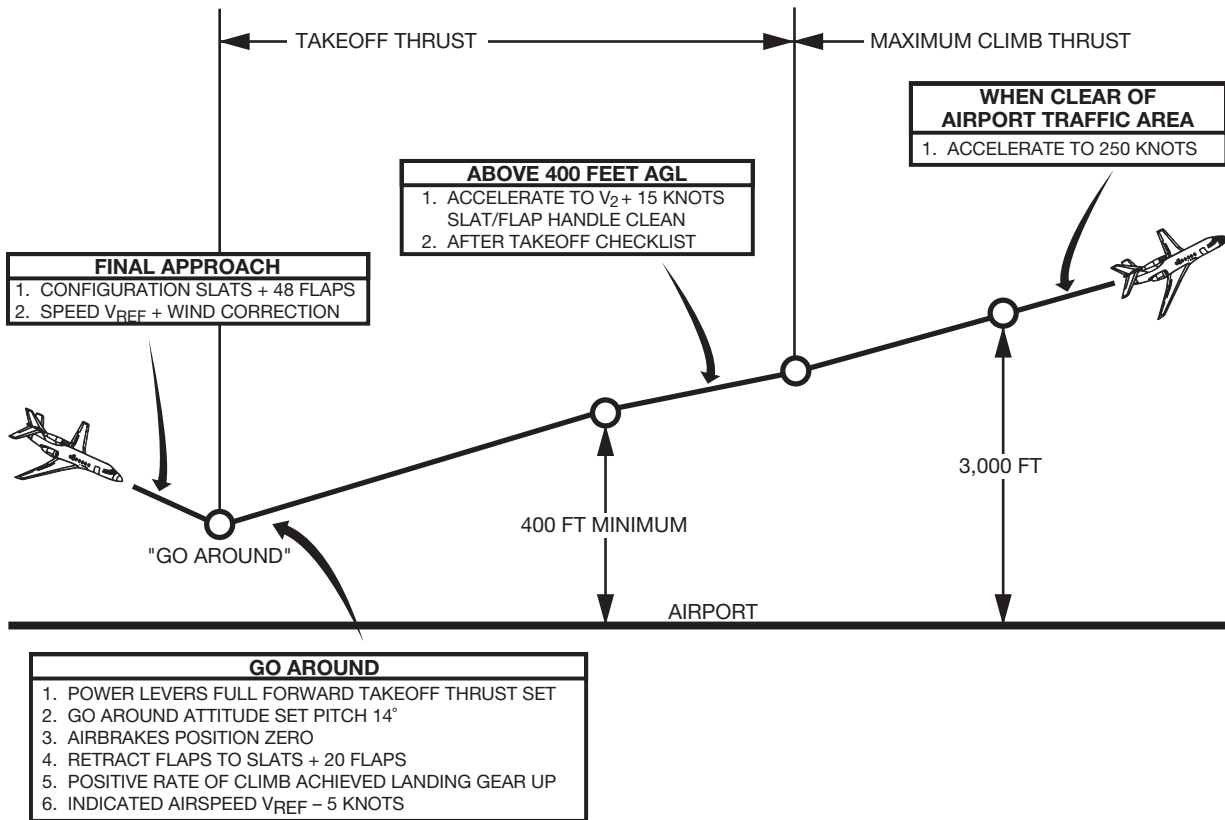 TAKEOFF THRUST
MAXIMUM CLIMB THRUST
WHEN CLEAR OF
AIRPORT TRAFFIC AREA
1. ACCELERATE TO 250 KNOTS
ABOVE 400 FEET AGL
1. ACCELERATE TO V2 + 15 KNOTS
SLAT/FLAP HANDLE CLEAN
2. AFTER TAKEOFF CHECKLIST
FINAL APPROACH
1. CONFIGURATION SLATS + 48 FLAPS
2. SPEED VREF + WIND CORRECTION
3,000 FT
400 FT MINIMUM
"GO AROUND"
AIRPORT
GO AROUND
1. POWER LEVERS FULL FORWARD TAKEOFF THRUST SET
2. GO AROUND ATTITUDE SET PITCH 14°
3. AIRBRAKES POSITION ZERO
4. RETRACT FLAPS TO SLATS + 20 FLAPS
5. POSITIVE RATE OF CLIMB ACHIEVED LANDING GEAR UP
6. INDICATED AIRSPEED VREF – 5 KNOTS